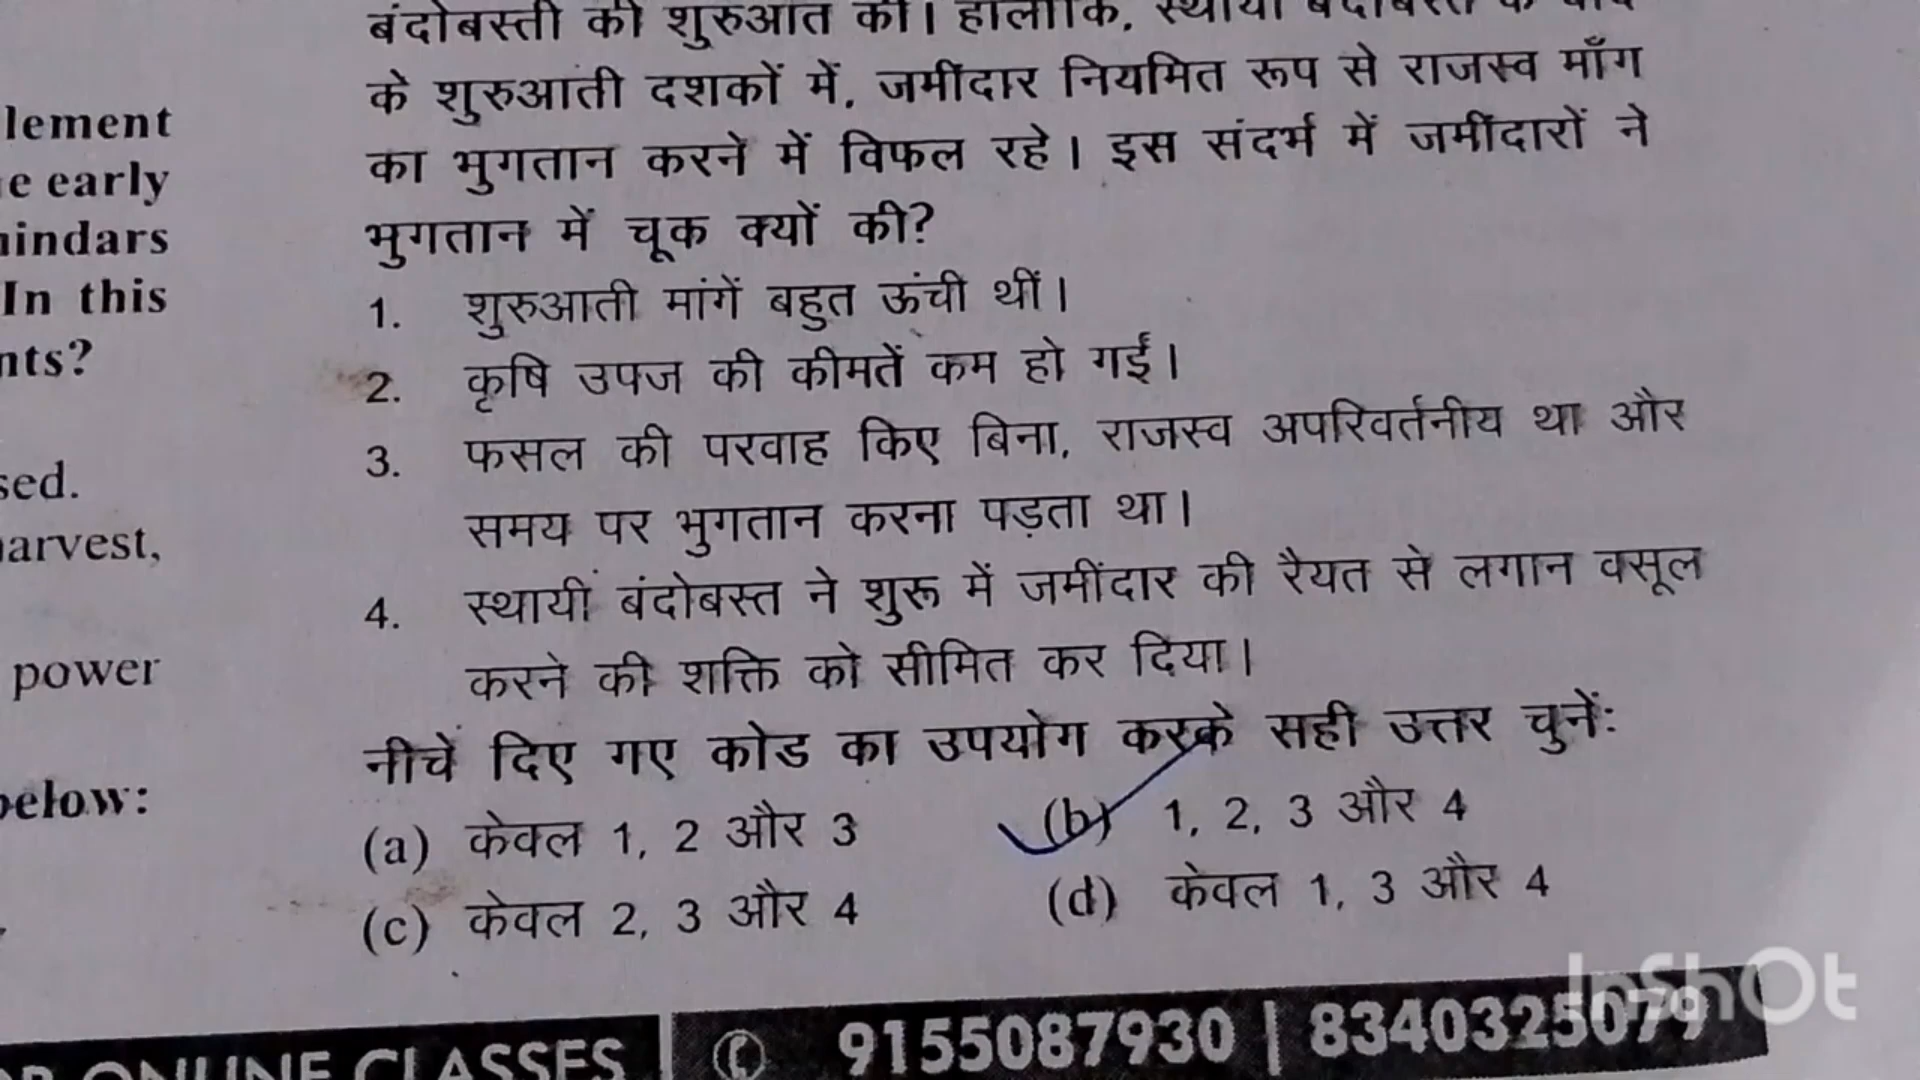 बंदोबस्ती की शुरुआत की। हालांकि, स्थायी बंदोबस्त के बाद
के शुरुआती दशकों में, जमींदार नियमित रूप से राजस्व माँग
lement
का भुगतान करने में विफल रहे। इस संदर्भ में जमींदारों ने
e early
भुगतान में चूक क्यों की?
indars
1. शुरुआती मांगें बहुत ऊंची थीं।
In this
2. कृषि उपज की कीमतें कम हो गईं।
nts?
3. फसल की परवाह किए बिना, राजस्व अपरिवर्तनीय था और
sed.
समय पर भुगतान करना पड़ता था।
arvest,
4. स्थायीं बंदोबस्त ने शुरू में जमींदार की रैयत से लगान वसूल
करने की शक्ति को सीमित कर दिया।
power
नीचें दिए गए कोड का उपयोग करके सही उत्तर चुनें:
below:
(a) केवल 1, 2 और 3 (b) 1, 2, 3 और 4
(c) केवल 2, 3 और 4 (d) केवल 1, 3 और 4
InShOt
ONLINE CLASSES 9155087930 | 8340325079